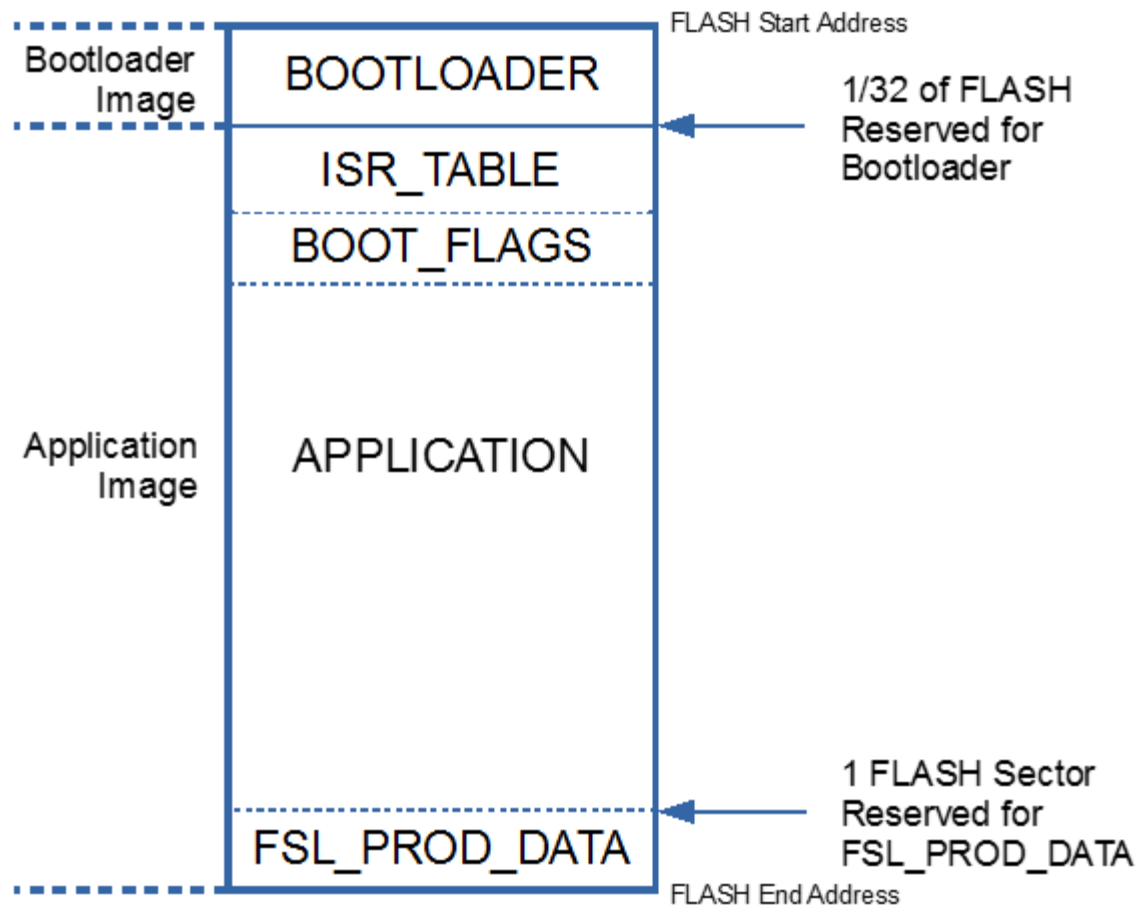 FLASH Start Address
Bootloader
Image
BOOTLOADER
1/32 of FLASH
Reserved for
Bootloader
ISR_TABLE
BOOT_FLAGS
Application
Image
APPLICATION
1 FLASH Sector
Reserved for
FSL_PROD_DATA
FSL_PROD_DATA
FLASH End Address